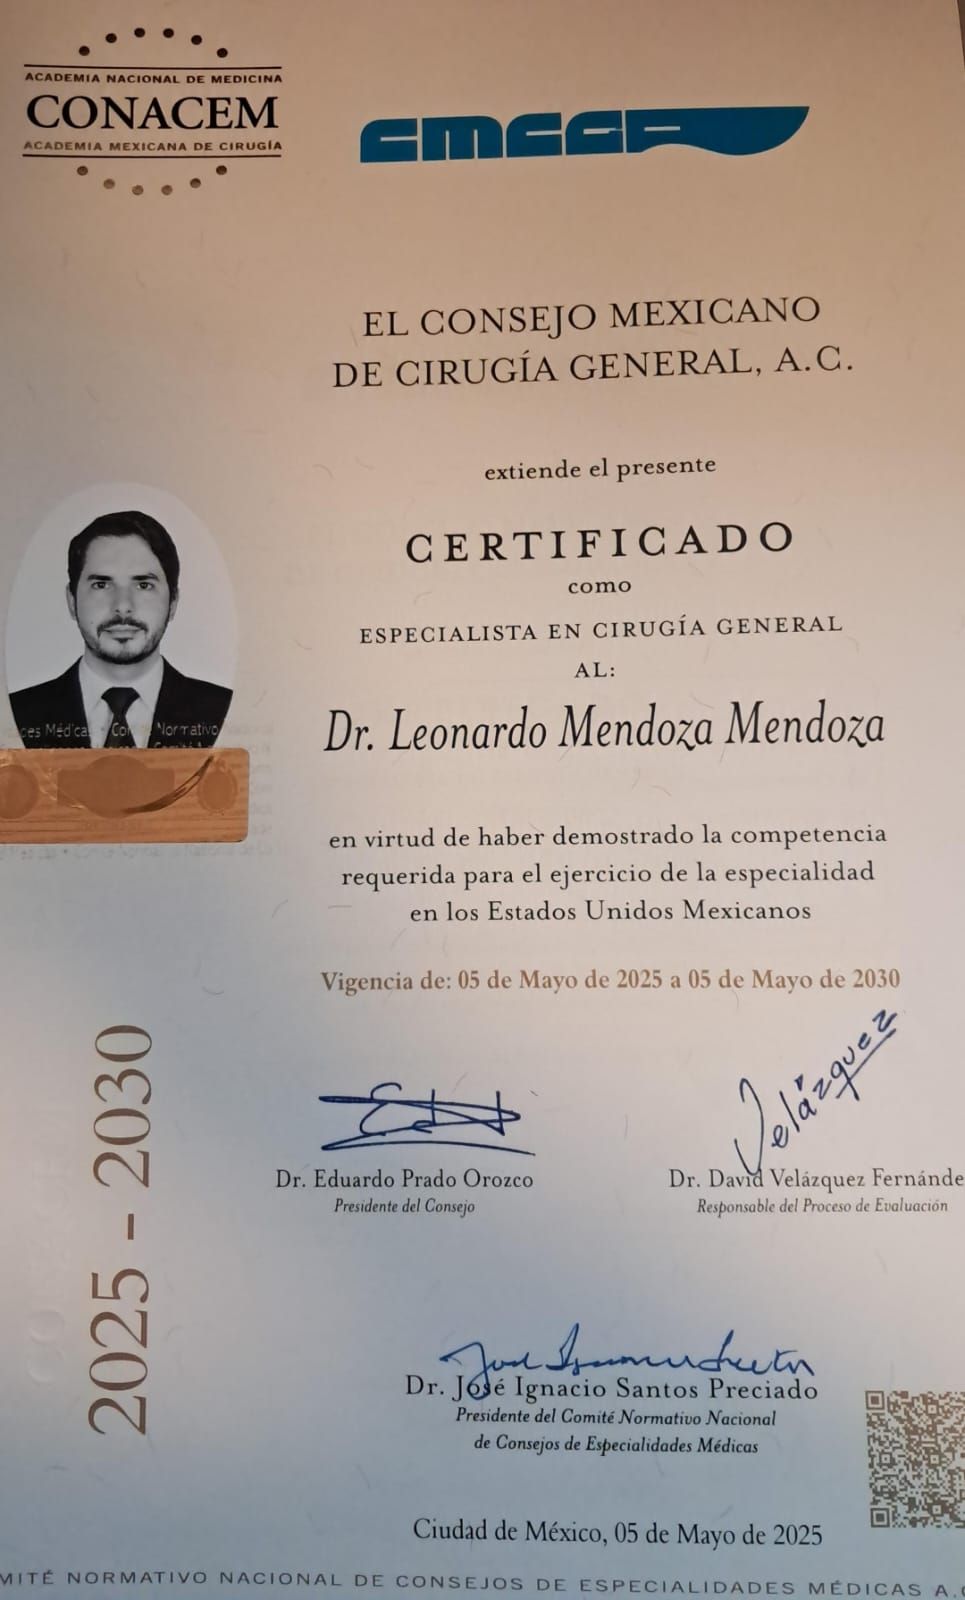 ACADEMIA NACIONAL DE MEDICINA
CONACEM
ACADEMIA MEXICANA DE CIRUGÍA
CMCG
EL CONSEJO MEXICANO
DE CIRUGÍA GENERAL, A.C.
extiende el presente
CERTIFICADO
como
ESPECIALISTA EN CIRUGÍA GENERAL
AL:
Dr. Leonardo Mendoza Mendoza
Normativo
en virtud de haber demostrado la competencia
requerida para el ejercicio de la especialidad
en los Estados Unidos Mexicanos
Vigencia de: 05 de Mayo de 2025 a 05 de Mayo de 2030
2025 - 2030
Velázquez
Dr. Eduardo Prado Orozco
Presidente del Consejo
Dr. David Velázquez Fernánde
Responsable del Proceso de Evaluación
Dr. José Ignacio Santos Preciado
Presidente del Comité Normativo Nacional
de Consejos de Especialidades Médicas
Ciudad de México, 05 de Mayo de 2025
MITÉ NORMATIVO NACIONAL DE CONSEJOS DE ESPECIALIDADES MÉDICAS A.C